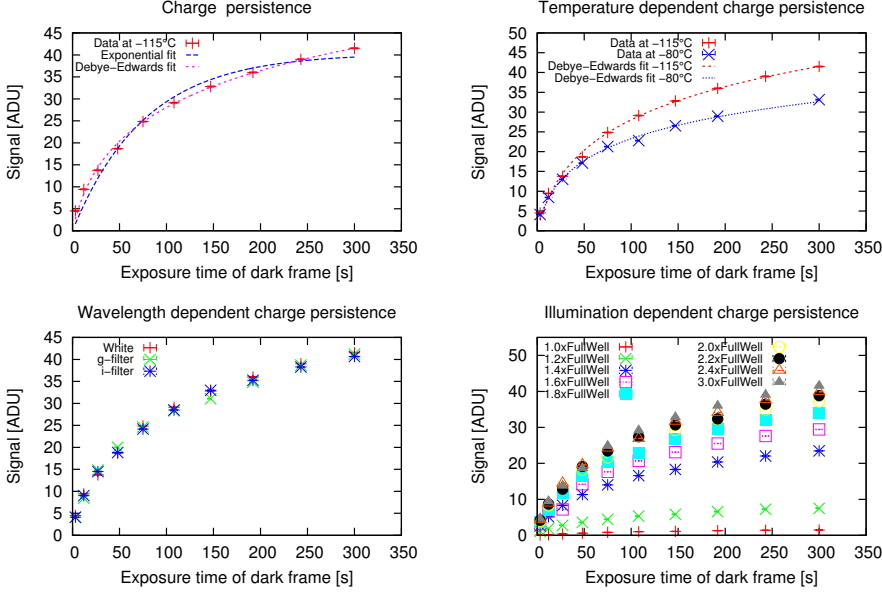 Charge persistence
Signal [ADU]
45
40
35
30
25
20
15
10
5
0
Data at −115°C
Exponential fit
Debye−Edwards fit
0 50 100 150 200 250 300 350
Exposure time of dark frame [s]
Temperature dependent charge persistence
Signal [ADU]
50
45
40
35
30
25
20
15
10
5
0
Data at −115°C
Data at −80°C
Debye−Edwards fit −115°C
Debye−Edwards fit −80°C
0 50 100 150 200 250 300 350
Exposure time of dark frame [s]
Wavelength dependent charge persistence
Signal [ADU]
45
40
35
30
25
20
15
10
5
0
White
g−filter
i−filter
0 50 100 150 200 250 300 350
Exposure time of dark frame [s]
Illumination dependent charge persistence
Signal [ADU]
50
40
30
20
10
0
1.0xFullWell
1.2xFullWell
1.4xFullWell
1.6xFullWell
1.8xFullWell
2.0xFullWell
2.2xFullWell
2.4xFullWell
3.0xFullWell
0 50 100 150 200 250 300 350
Exposure time of dark frame [s]